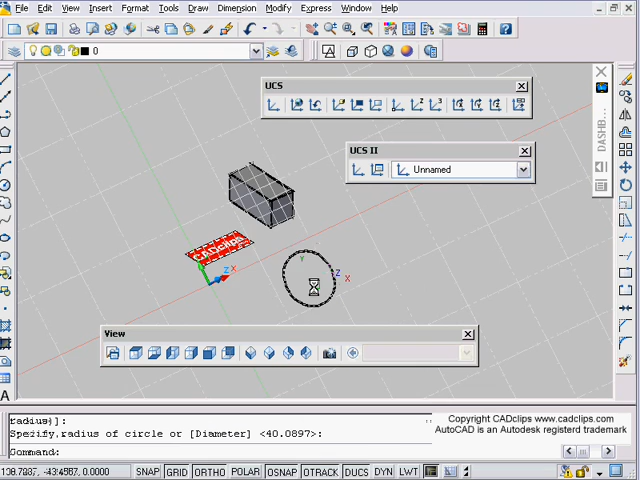 File Edit View Insert Format Tools Draw Dimension Modify Express Window Help
0
UCS
UCS II
Unnamed
DASHB...
CADclips
Z X
Y Z X
View
radius)]:
Specify radius of circle or [Diameter] <40.0897>:
Command:
Copyright CADclips www.cadclips.com
AutoCAD is an Autodesk registerd trademark
SNAP GRID ORTHO POLAR OSNAP OTRACK DUCS DYN LWT